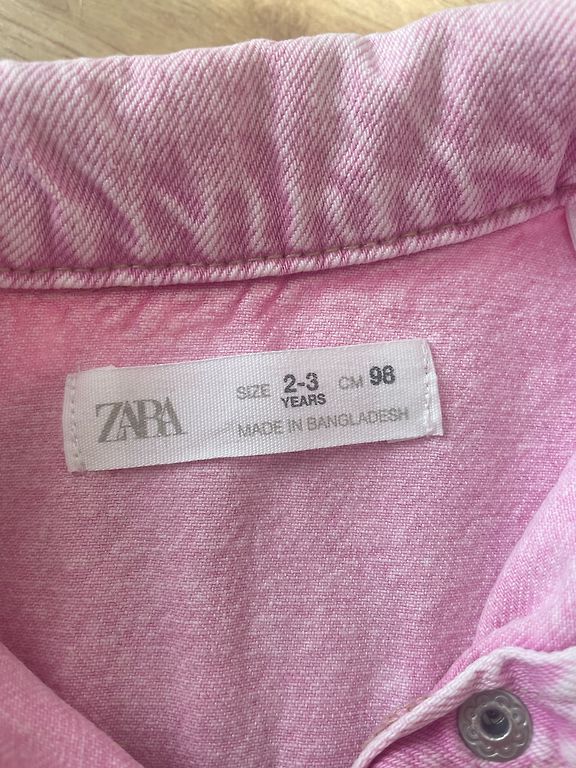 ZARA
SIZE 2-3 YEARS CM 98
MADE IN BANGLADESH